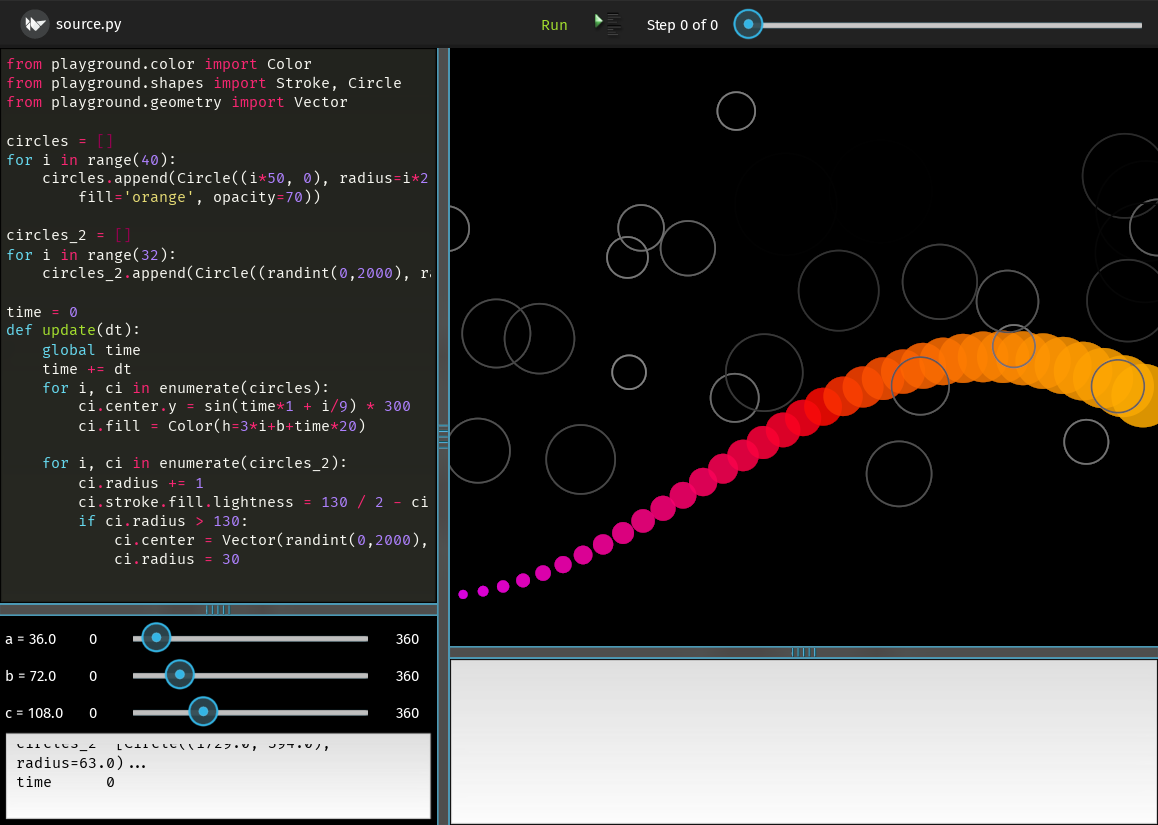 source.py
Run
Step 0 of 0
from playground.color import Color
from playground.shapes import Stroke, Circle
from playground.geometry import Vector
circles = []
for i in range(40):
circles.append(Circle((i*50, 0), radius=i*2
fill='orange', opacity=70))
circles_2 = []
for i in range(32):
circles_2.append(Circle((randint(0,2000), r
time = 0
def update(dt):
global time
time += dt
for i, ci in enumerate(circles):
ci.center.y = sin(time*1 + i/9) * 300
ci.fill = Color(h=3*i+b+time*20)
for i, ci in enumerate(circles_2):
ci.radius += 1
ci.stroke.fill.lightness = 130 / 2 - ci
if ci.radius > 130:
ci.center = Vector(randint(0,2000),
ci.radius = 30
a = 36.0 0 360
b = 72.0 0 360
c = 108.0 0 360
circles_2 [Circle((1729.0, 594.0),
radius=63.0)...
time 0